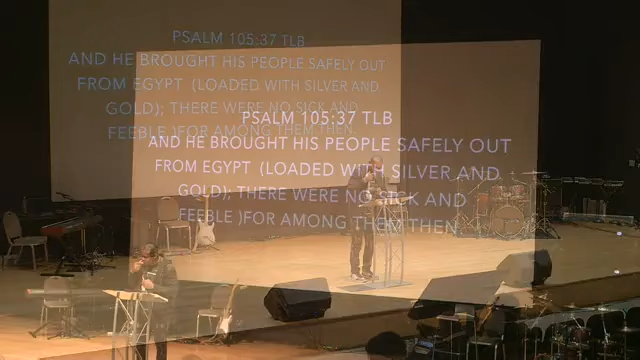 PSALM 105:37 TLB
AND HE BROUGHT HIS PEOPLE SAFELY OUT
FROM EGYPT (LOADED WITH SILVER AND
GOLD); THERE WERE NO SICK AND
FEEBLE )FOR AMONG THEM THEN.
PSALM 105:37 TLB
AND HE BROUGHT HIS PEOPLE SAFELY OUT
FROM EGYPT (LOADED WITH SILVER AND
GOLD); THERE WERE NO SICK AND
FEEBLE )FOR AMONG THEM THEN.